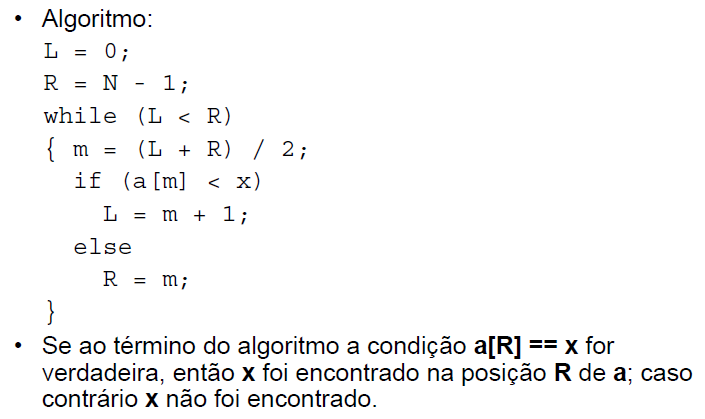 • Algoritmo:
L = 0;
R = N - 1;
while (L < R)
{ m = (L + R) / 2;
if (a[m] < x)
L = m + 1;
else
R = m;
}
• Se ao término do algoritmo a condição a[R] == x for
verdadeira, então x foi encontrado na posição R de a; caso
contrário x não foi encontrado.